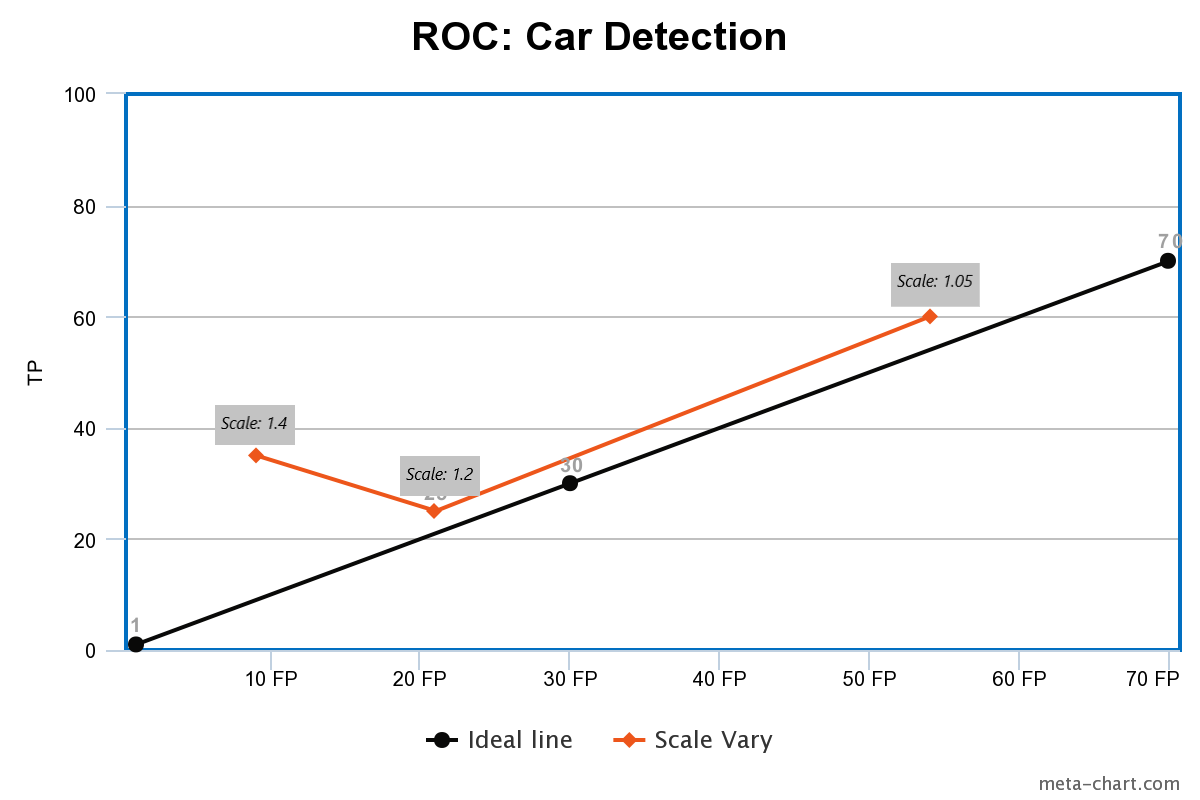 ROC: Car Detection
100
80
60
40
20
0
TP
70
Scale: 1.05
Scale: 1.4
Scale: 1.2
30
1
10 FP
20 FP
30 FP
40 FP
50 FP
60 FP
70 FP
Ideal line
Scale Vary
meta-chart.com